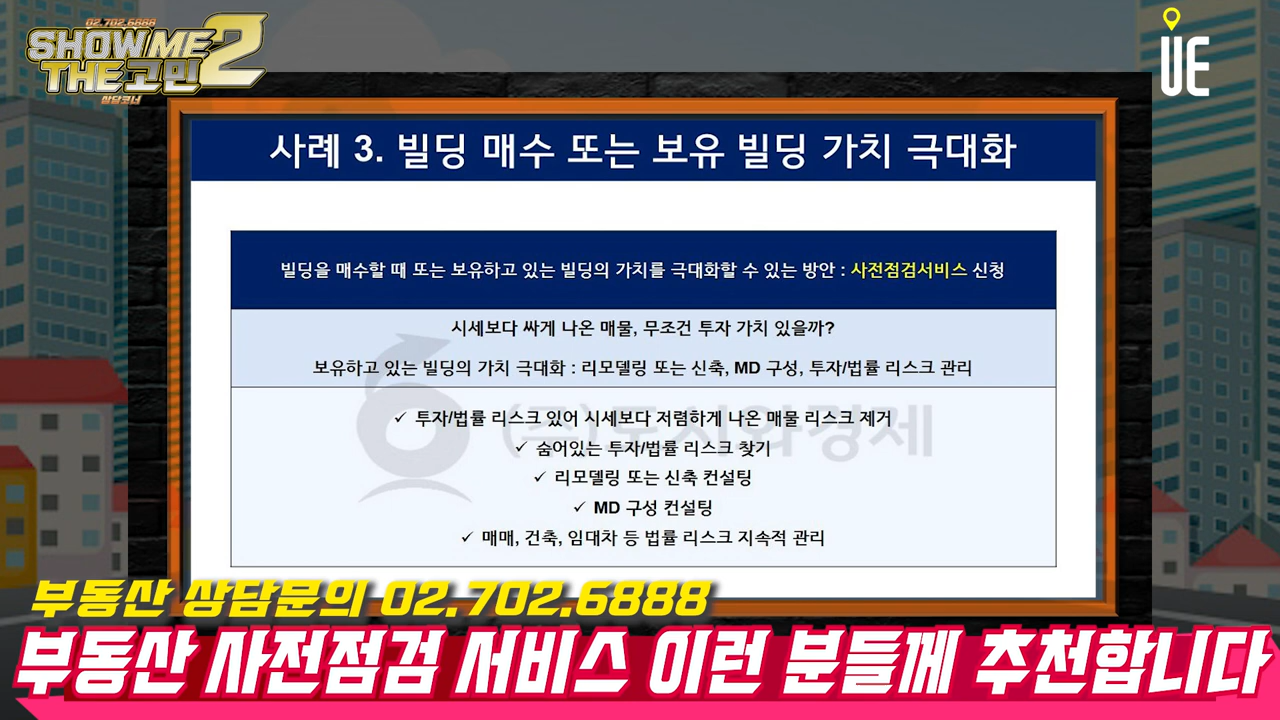 02.702.6888
SHOW ME
THE고민 2
상담코너
UE
사례 3. 빌딩 매수 또는 보유 빌딩 가치 극대화
빌딩을 매수할 때 또는 보유하고 있는 빌딩의 가치를 극대화할 수 있는 방안 : 사전점검서비스 신청
시세보다 싸게 나온 매물, 무조건 투자 가치 있을까?
보유하고 있는 빌딩의 가치 극대화 : 리모델링 또는 신축, MD 구성, 투자/법률 리스크 관리
(주)도시와경제
✓ 투자/법률 리스크 있어 시세보다 저렴하게 나온 매물 리스크 제거
✓ 숨어있는 투자/법률 리스크 찾기
✓ 리모델링 또는 신축 컨설팅
✓ MD 구성 컨설팅
✓ 매매, 건축, 임대차 등 법률 리스크 지속적 관리
부동산 상담문의 02.702.6888
부동산 사전점검 서비스 이런 분들께 추천합니다